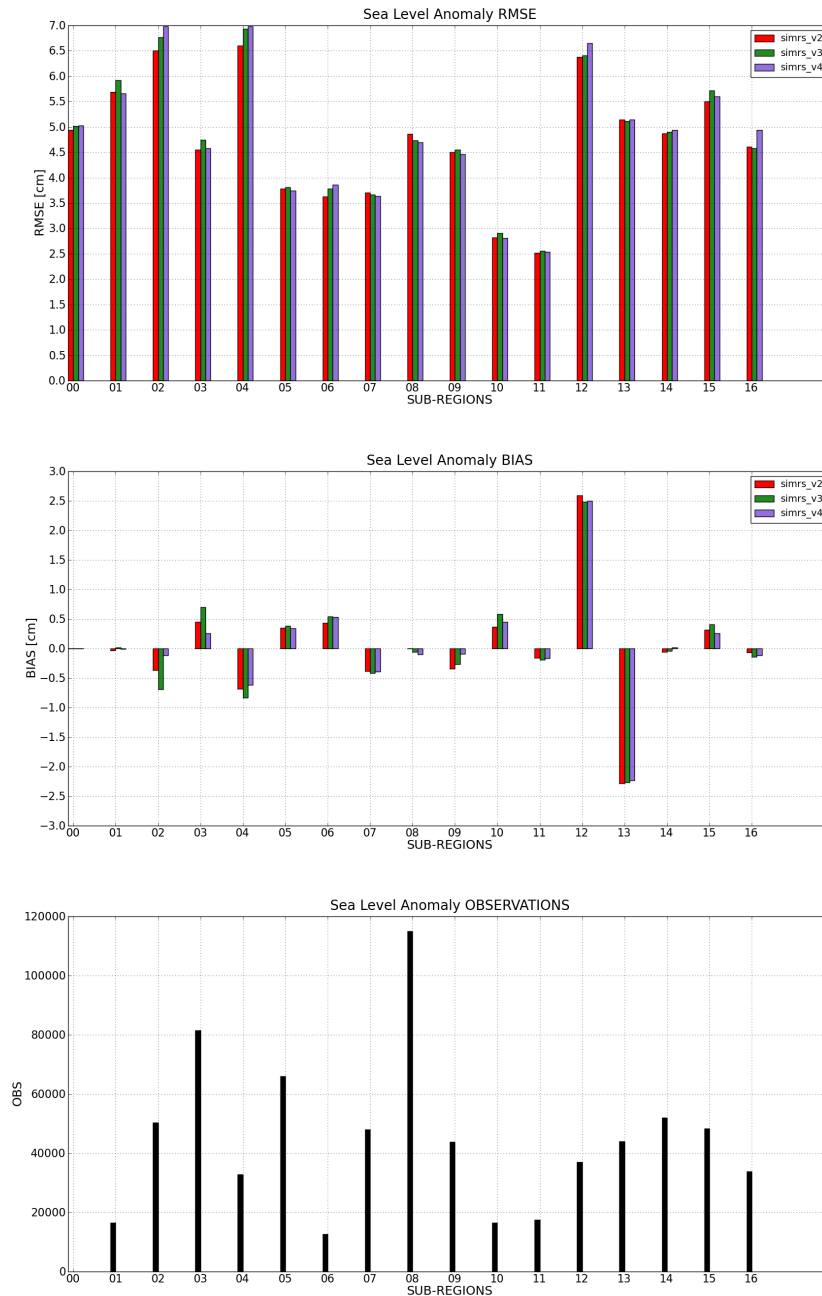 Sea Level Anomaly RMSE
7.0
6.5
6.0
5.5
5.0
4.5
4.0
3.5
3.0
2.5
2.0
1.5
1.0
0.5
0.0
RMSE [cm]
simrs_v2
simrs_v3
simrs_v4
00 01 02 03 04 05 06 07 08 09 10 11 12 13 14 15 16
SUB-REGIONS
Sea Level Anomaly BIAS
3.0
2.5
2.0
1.5
1.0
0.5
0.0
−0.5
−1.0
−1.5
−2.0
−2.5
−3.0
BIAS [cm]
simrs_v2
simrs_v3
simrs_v4
00 01 02 03 04 05 06 07 08 09 10 11 12 13 14 15 16
SUB-REGIONS
Sea Level Anomaly OBSERVATIONS
120000
100000
80000
60000
40000
20000
0
OBS
00 01 02 03 04 05 06 07 08 09 10 11 12 13 14 15 16
SUB-REGIONS